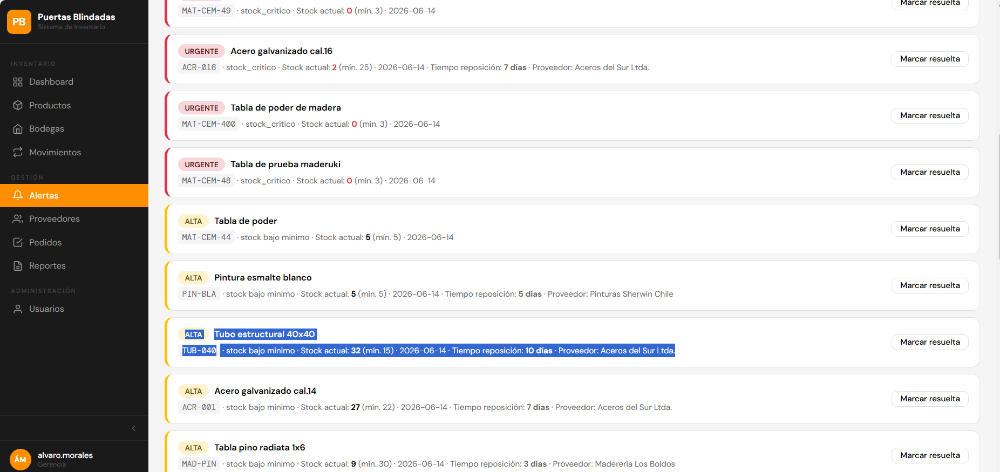 PB
Puertas Blindadas
Sistema de Inventario
INVENTARIO
Dashboard
Productos
Bodegas
Movimientos
GESTIÓN
Alertas
Proveedores
Pedidos
Reportes
ADMINISTRACIÓN
Usuarios
ÁM
alvaro.morales
Gerencia
MAT-CEM-49 · stock_critico · Stock actual: 0 (mín. 3) · 2026-06-14
Marcar resuelta
URGENTE Acero galvanizado cal.16
ACR-016 · stock_critico · Stock actual: 2 (mín. 25) · 2026-06-14 · Tiempo reposición: 7 días · Proveedor: Aceros del Sur Ltda.
Marcar resuelta
URGENTE Tabla de poder de madera
MAT-CEM-400 · stock_critico · Stock actual: 0 (mín. 3) · 2026-06-14
Marcar resuelta
URGENTE Tabla de prueba maderuki
MAT-CEM-48 · stock_critico · Stock actual: 0 (mín. 3) · 2026-06-14
Marcar resuelta
ALTA Tabla de poder
MAT-CEM-44 · stock bajo minimo · Stock actual: 5 (mín. 5) · 2026-06-14
Marcar resuelta
ALTA Pintura esmalte blanco
PIN-BLA · stock bajo minimo · Stock actual: 5 (mín. 5) · 2026-06-14 · Tiempo reposición: 5 días · Proveedor: Pinturas Sherwin Chile
Marcar resuelta
ALTA Tubo estructural 40x40
TUB-040 · stock bajo minimo · Stock actual: 32 (mín. 15) · 2026-06-14 · Tiempo reposición: 10 días · Proveedor: Aceros del Sur Ltda.
Marcar resuelta
ALTA Acero galvanizado cal.14
ACR-001 · stock bajo minimo · Stock actual: 27 (mín. 22) · 2026-06-14 · Tiempo reposición: 7 días · Proveedor: Aceros del Sur Ltda.
Marcar resuelta
ALTA Tabla pino radiata 1x6
MAD-PIN · stock bajo minimo · Stock actual: 9 (mín. 30) · 2026-06-14 · Tiempo reposición: 3 días · Proveedor: Maderería Los Boldos
Marcar resuelta